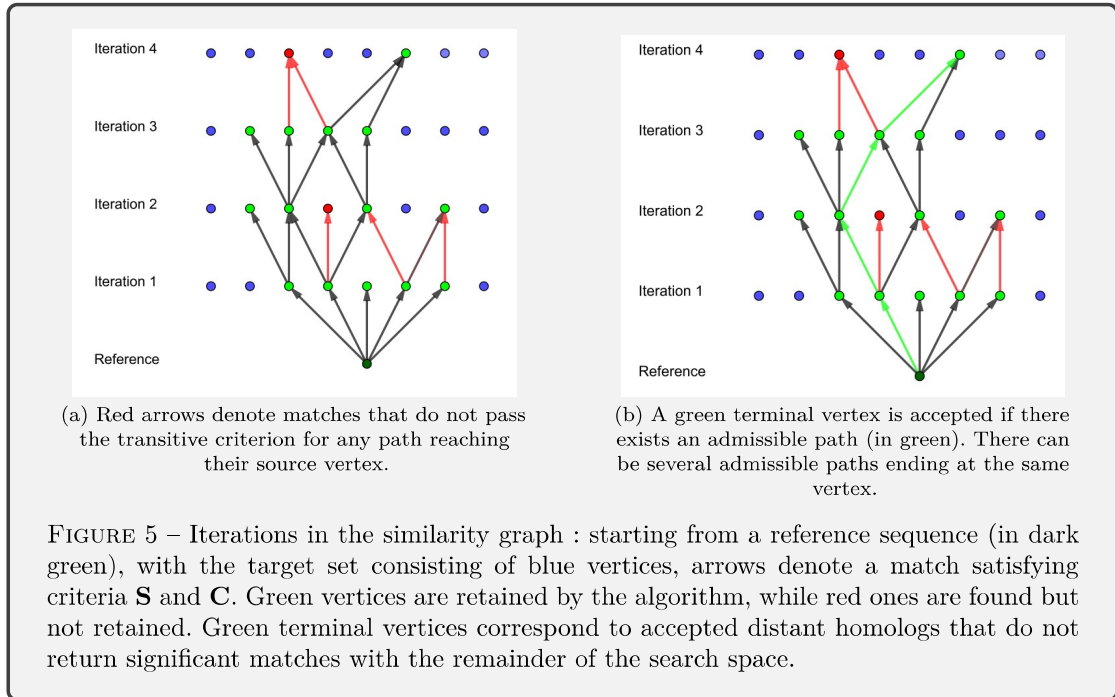 Iteration 4
Iteration 3
Iteration 2
Iteration 1
Reference
(a) Red arrows denote matches that do not pass
the transitive criterion for any path reaching
their source vertex.
Iteration 4
Iteration 3
Iteration 2
Iteration 1
Reference
(b) A green terminal vertex is accepted if there
exists an admissible path (in green). There can
be several admissible paths ending at the same
vertex.
FIGURE 5 – Iterations in the similarity graph : starting from a reference sequence (in dark
green), with the target set consisting of blue vertices, arrows denote a match satisfying
criteria S and C. Green vertices are retained by the algorithm, while red ones are found but
not retained. Green terminal vertices correspond to accepted distant homologs that do not
return significant matches with the remainder of the search space.